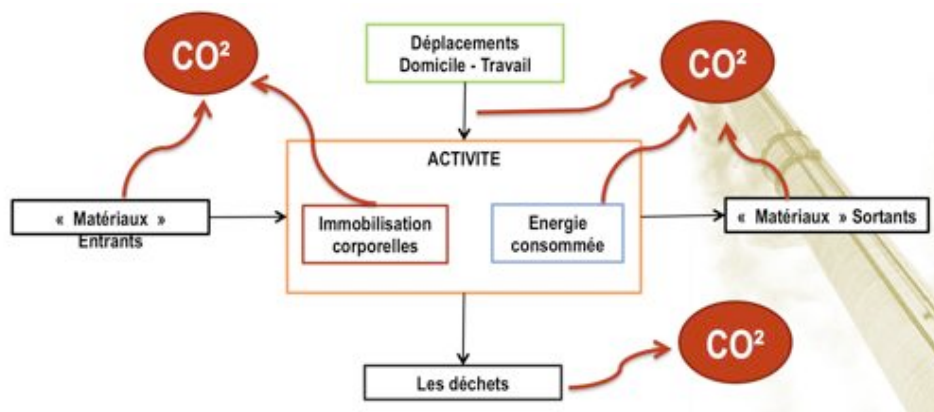 CO²
Déplacements
Domicile - Travail
CO²
ACTIVITE
« Matériaux »
Entrants
Immobilisation
corporelles
Energie
consommée
« Matériaux » Sortants
CO²
Les déchets